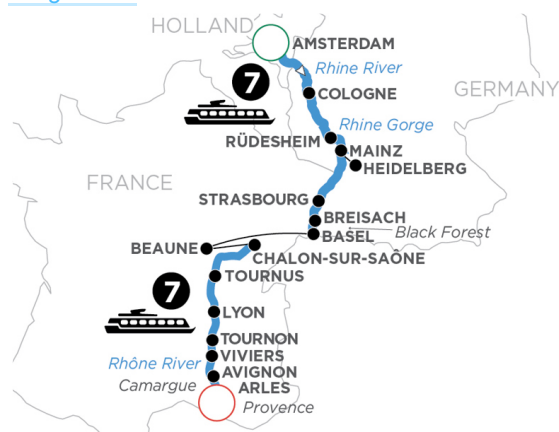 HOLLAND
AMSTERDAM
Rhine River
7
COLOGNE
GERMANY
Rhine Gorge
RÜDESHEIM
MAINZ
HEIDELBERG
FRANCE
STRASBOURG
BREISACH
BASEL
Black Forest
BEAUNE
CHALON-SUR-SAÔNE
TOURNUS
7
LYON
TOURNON
VIVIERS
Rhône River
AVIGNON
Camargue
ARLES
Provence